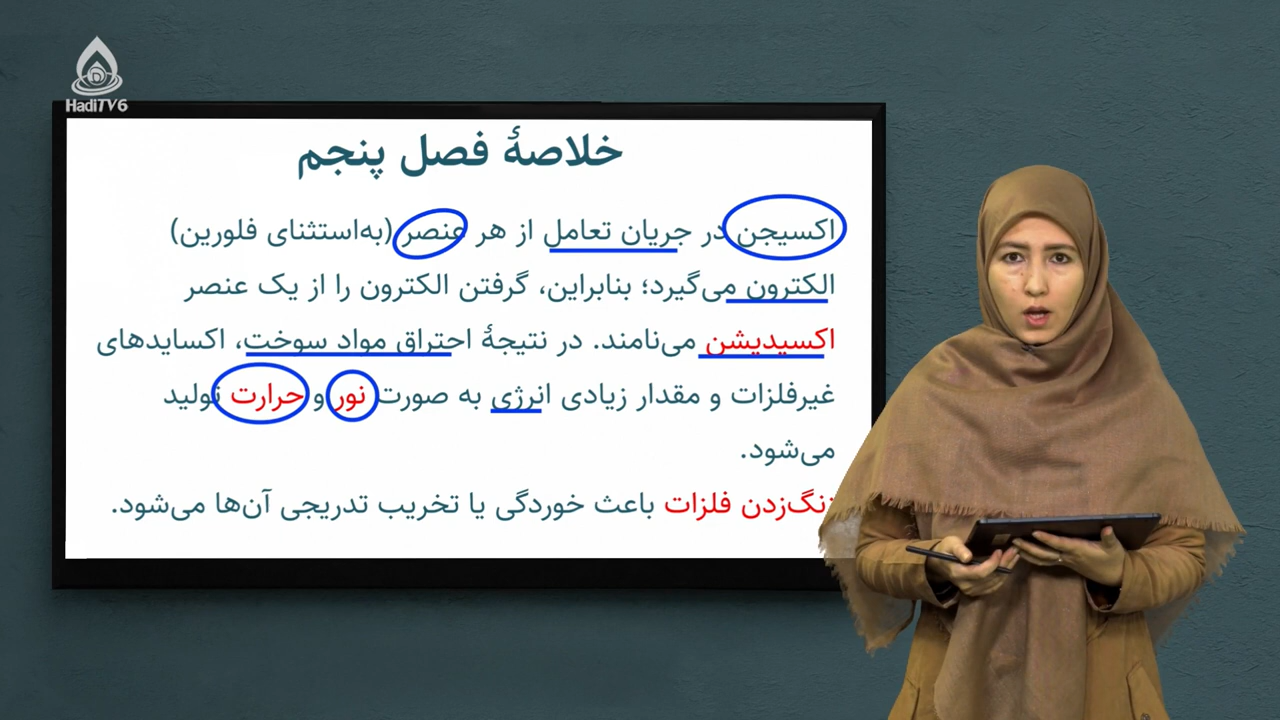 HadiTV6
خلاصهٔ فصل پنجم
اکسیجن در جریان تعامل از هر عنصر (به‌استثنای فلورین)
الکترون می‌گیرد؛ بنابراین، گرفتن الکترون را از یک عنصر
اکسیدیشن می‌نامند. در نتیجهٔ احتراق مواد سوخت، اکسایدهای
غیرفلزات و مقدار زیادی انرژی به صورت نور و حرارت تولید
می‌شود.
زنگ‌زدن فلزات باعث خوردگی یا تخریب تدریجی آن‌ها می‌شود.